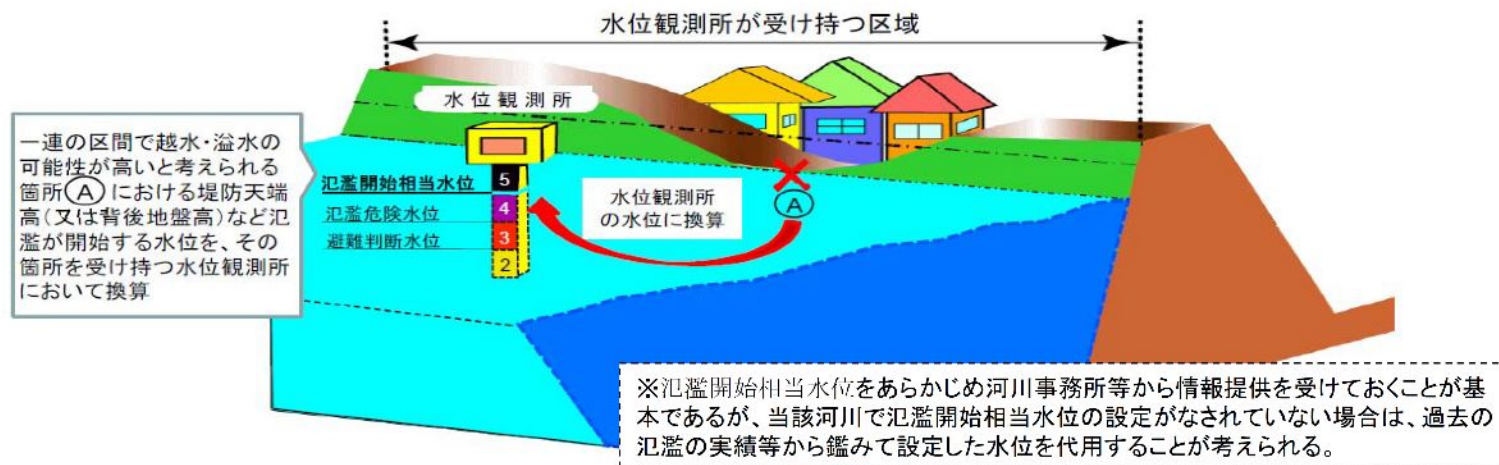 水位観測所が受け持つ区域
水位観測所
一連の区間で越水・溢水の
可能性が高いと考えられる
箇所Ⓐにおける堤防天端
高(又は背後地盤高)など氾
濫が開始する水位を、その
箇所を受け持つ水位観測所
において換算
氾濫開始相当水位
氾濫危険水位
避難判断水位
5
4
3
2
水位観測所
の水位に換算
Ⓐ
※氾濫開始相当水位をあらかじめ河川事務所等から情報提供を受けておくことが基
本であるが、当該河川で氾濫開始相当水位の設定がなされていない場合は、過去の
氾濫の実績等から鑑みて設定した水位を代用することが考えられる。